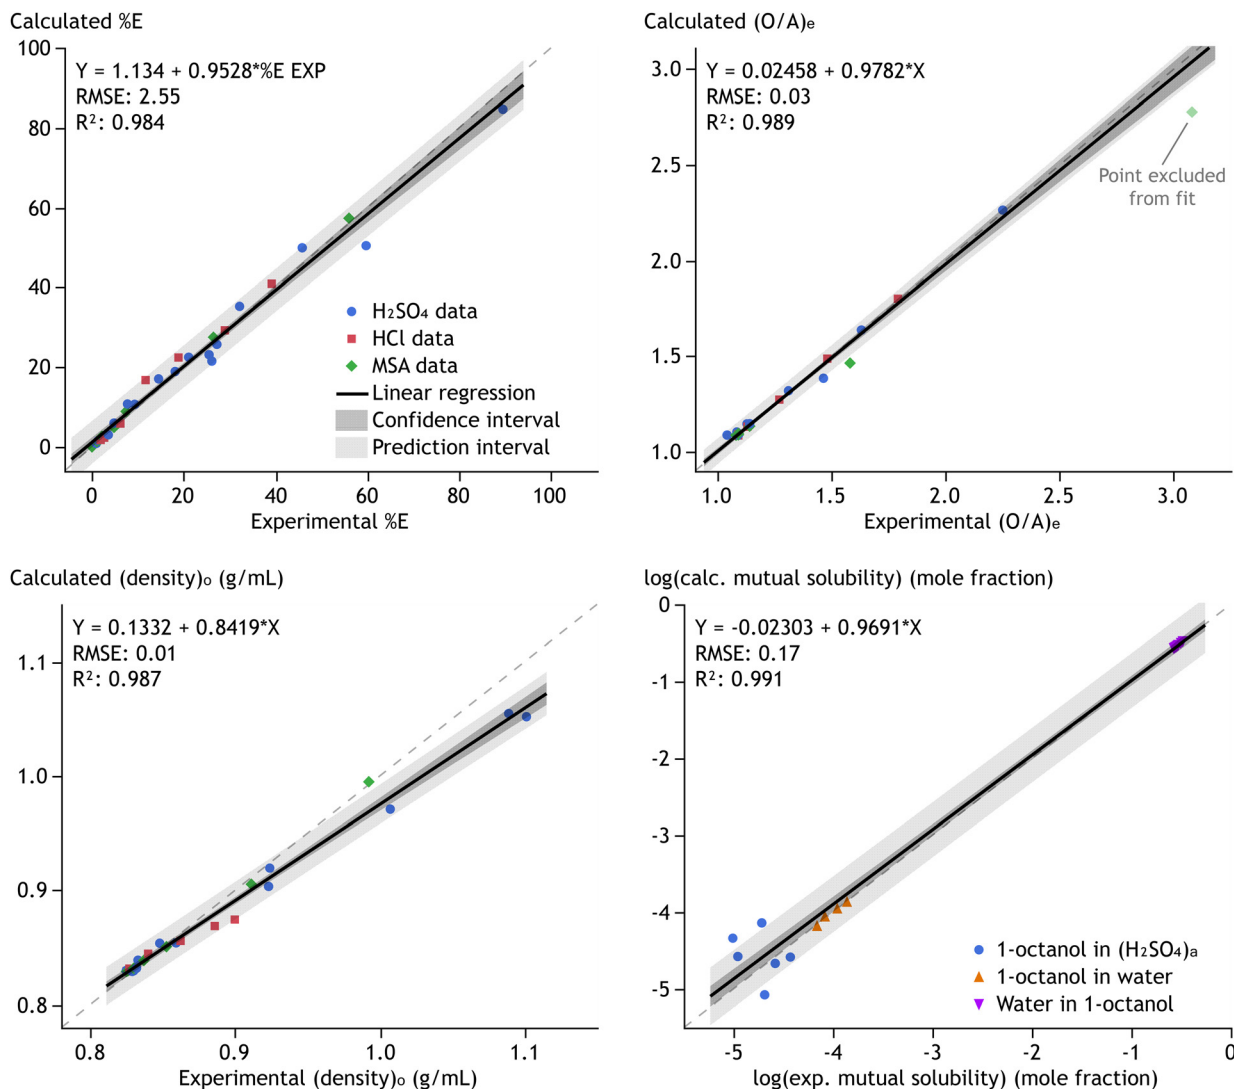 Calculated %E
100
80
60
40
20
0
Y = 1.134 + 0.9528*%E EXP
RMSE: 2.55
R²: 0.984
H₂SO₄ data
HCl data
MSA data
Linear regression
Confidence interval
Prediction interval
0 20 40 60 80 100
Experimental %E
Calculated (O/A)ₑ
3.0
2.5
2.0
1.5
1.0
Y = 0.02458 + 0.9782*X
RMSE: 0.03
R²: 0.989
Point excluded
from fit
1.0 1.5 2.0 2.5 3.0
Experimental (O/A)ₑ
Calculated (density)ₒ (g/mL)
1.1
1.0
0.9
0.8
Y = 0.1332 + 0.8419*X
RMSE: 0.01
R²: 0.987
0.8 0.9 1.0 1.1
Experimental (density)ₒ (g/mL)
log(calc. mutual solubility) (mole fraction)
0
-1
-2
-3
-4
-5
Y = -0.02303 + 0.9691*X
RMSE: 0.17
R²: 0.991
1-octanol in (H₂SO₄)ₐ
1-octanol in water
Water in 1-octanol
-5 -4 -3 -2 -1 0
log(exp. mutual solubility) (mole fraction)